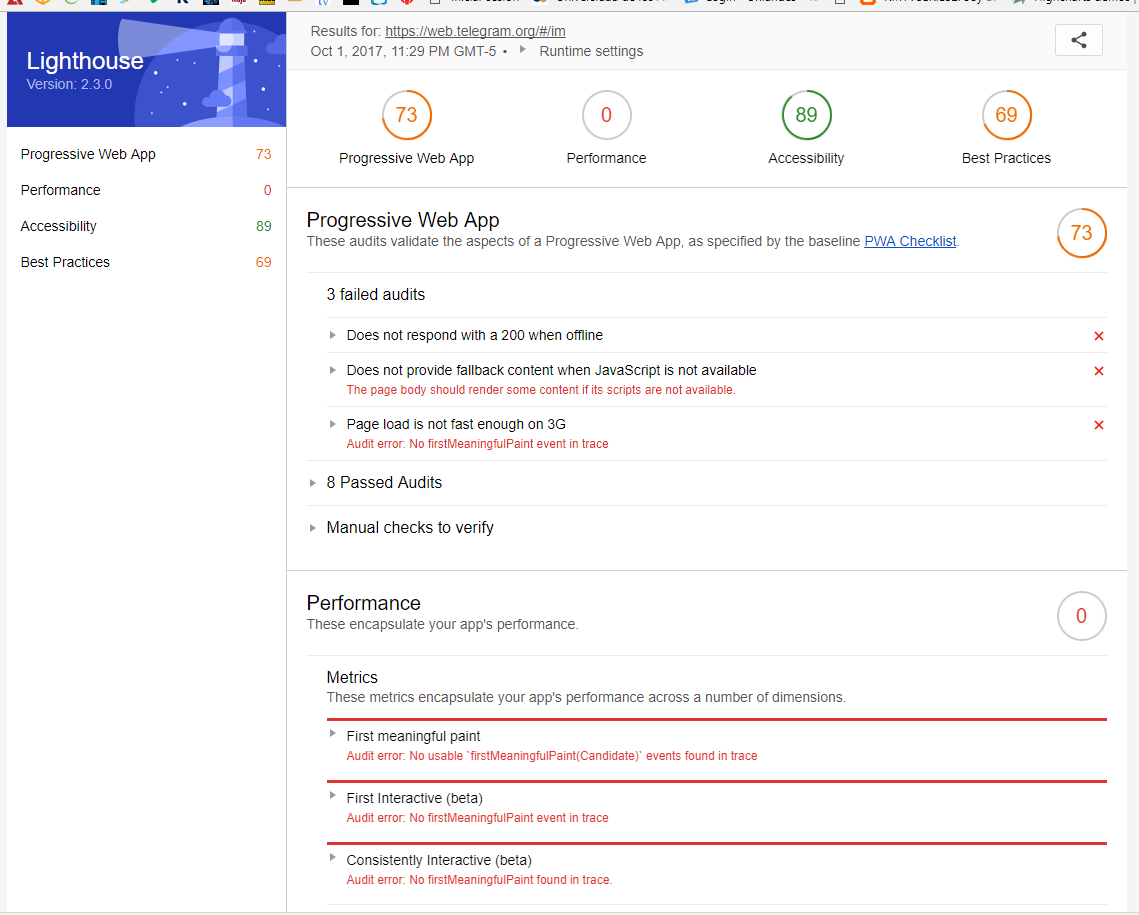 Lighthouse
Version: 2.3.0
Progressive Web App 73
Performance 0
Accessibility 89
Best Practices 69
Results for: https://web.telegram.org/#/im
Oct 1, 2017, 11:29 PM GMT-5 • Runtime settings
73 0 89 69
Progressive Web App Performance Accessibility Best Practices
Progressive Web App
These audits validate the aspects of a Progressive Web App, as specified by the baseline PWA Checklist.
73
3 failed audits
Does not respond with a 200 when offline
Does not provide fallback content when JavaScript is not available
The page body should render some content if its scripts are not available.
Page load is not fast enough on 3G
Audit error: No firstMeaningfulPaint event in trace
8 Passed Audits
Manual checks to verify
Performance
These encapsulate your app's performance.
0
Metrics
These metrics encapsulate your app's performance across a number of dimensions.
First meaningful paint
Audit error: No usable `firstMeaningfulPaint(Candidate)` events found in trace
First Interactive (beta)
Audit error: No firstMeaningfulPaint event in trace
Consistently Interactive (beta)
Audit error: No firstMeaningfulPaint found in trace.